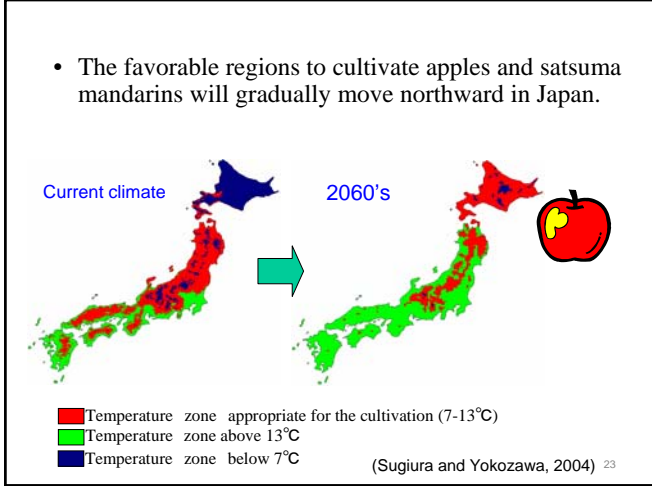 • The favorable regions to cultivate apples and satsuma
mandarins will gradually move northward in Japan.
Current climate
2060's
Temperature zone appropriate for the cultivation (7-13℃)
Temperature zone above 13℃
Temperature zone below 7℃
(Sugiura and Yokozawa, 2004) 23